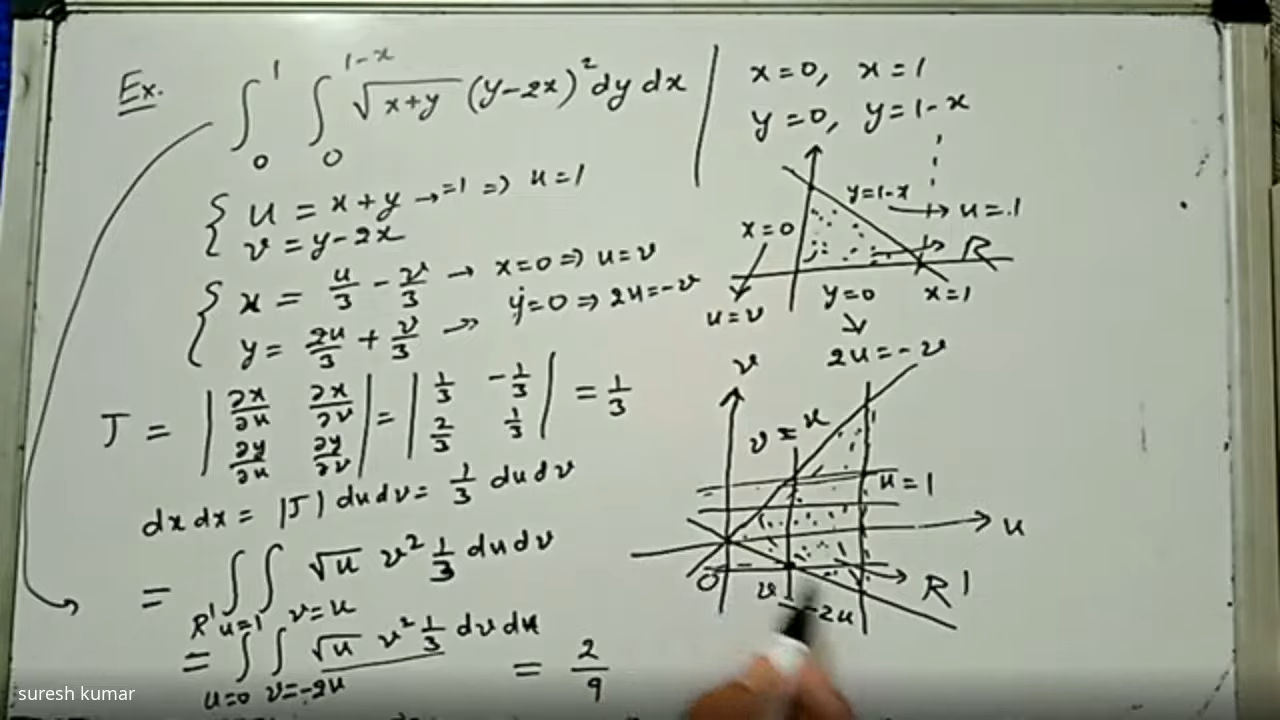 Ex. ∫₀¹ ∫₀^{1-x} √(x+y) (y-2x)² dy dx
{ u = x+y → =1 ⇒ u=1
v = y-2x
{ x = u/3 - v/3 → x=0 ⇒ u=v
y = 2u/3 + v/3 → y=0 ⇒ 2u=-v
J = | ∂x/∂u ∂x/∂v | = | 1/3 -1/3 | = 1/3
| ∂y/∂u ∂y/∂v | | 2/3 1/3 |
dx dx = |J| du dv = 1/3 du dv
= ∫∫_{R'} √u v² 1/3 du dv
= ∫_{u=0}^{u=1} ∫_{v=-2u}^{v=u} √u v² 1/3 dv du = 2/9
x=0, x=1
y=0, y=1-x
y=1-x → u=1
x=0
R
u=v
y=0
x=1
2u=-v
v
v=u
u=1
u
O
R'
v=-2u
suresh kumar